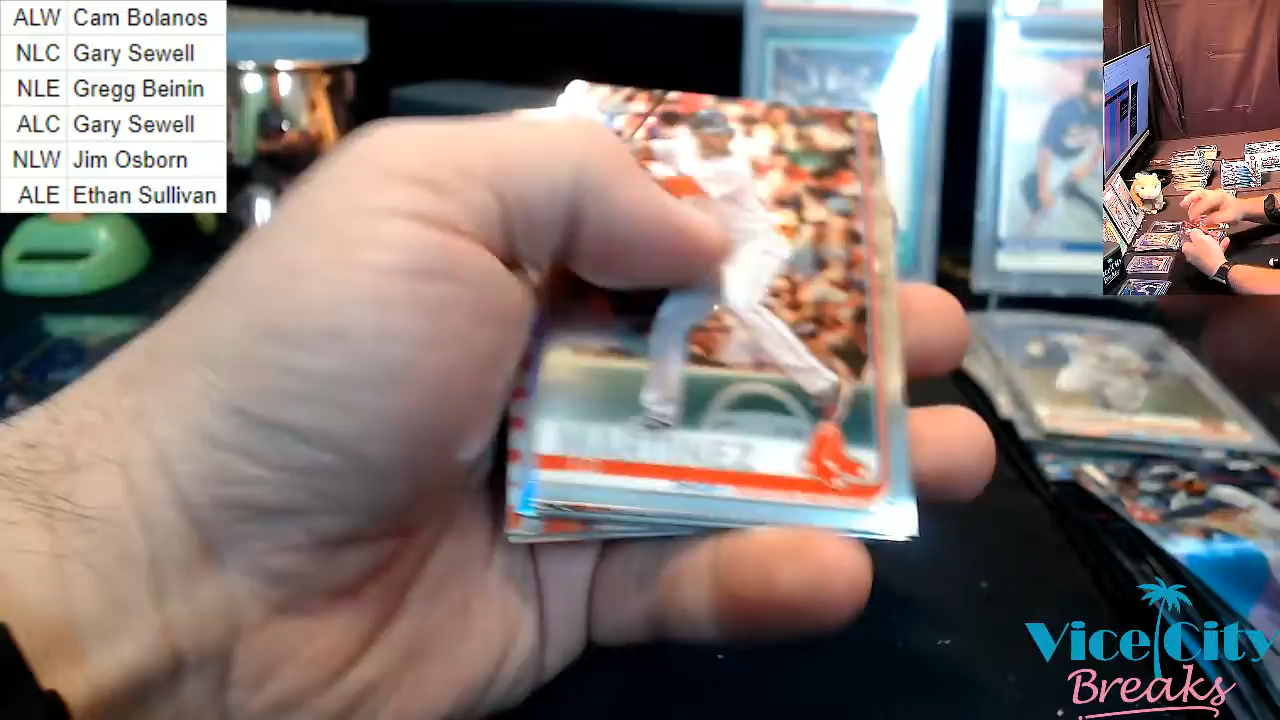 ALW Cam Bolanos
NLC Gary Sewell
NLE Gregg Beinin
ALC Gary Sewell
NLW Jim Osborn
ALE Ethan Sullivan
MARTINEZ
Vice City
Breaks